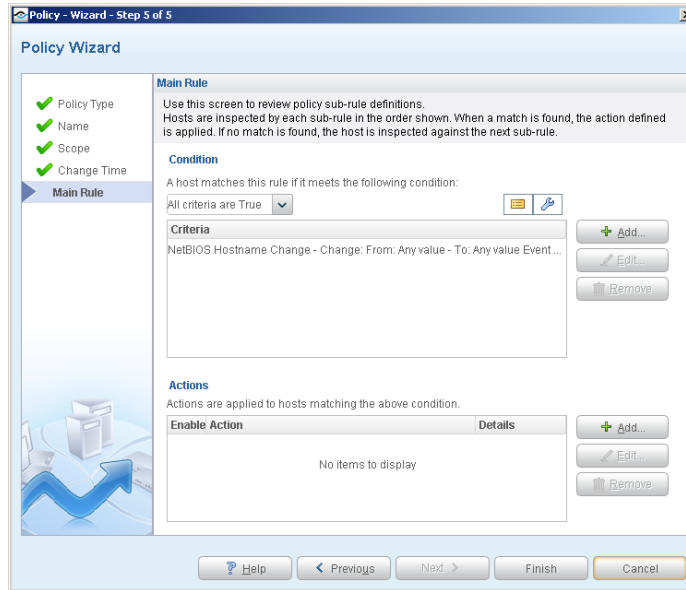 Policy - Wizard - Step 5 of 5
Policy Wizard
Policy Type
Name
Scope
Change Time
Main Rule
Main Rule
Use this screen to review policy sub-rule definitions.
Hosts are inspected by each sub-rule in the order shown. When a match is found, the action defined
is applied. If no match is found, the host is inspected against the next sub-rule.
Condition
A host matches this rule if it meets the following condition:
All criteria are True
Criteria
NetBIOS Hostname Change - Change: From: Any value - To: Any value Event ...
Add...
Edit...
Remove
Actions
Actions are applied to hosts matching the above condition.
Enable Action Details
No items to display
Add...
Edit...
Remove
Help
Previous
Next
Finish
Cancel